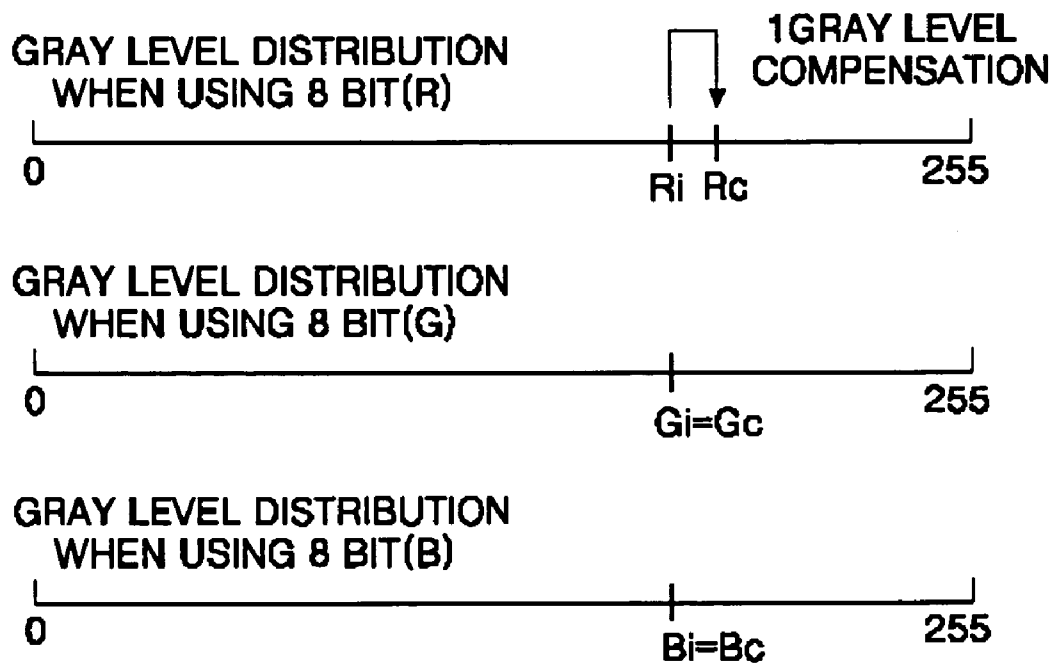 GRAY LEVEL DISTRIBUTION
WHEN USING 8 BIT(R)
1GRAY LEVEL
COMPENSATION
0
Ri
Rc
255
GRAY LEVEL DISTRIBUTION
WHEN USING 8 BIT(G)
0
Gi=Gc
255
GRAY LEVEL DISTRIBUTION
WHEN USING 8 BIT(B)
0
Bi=Bc
255